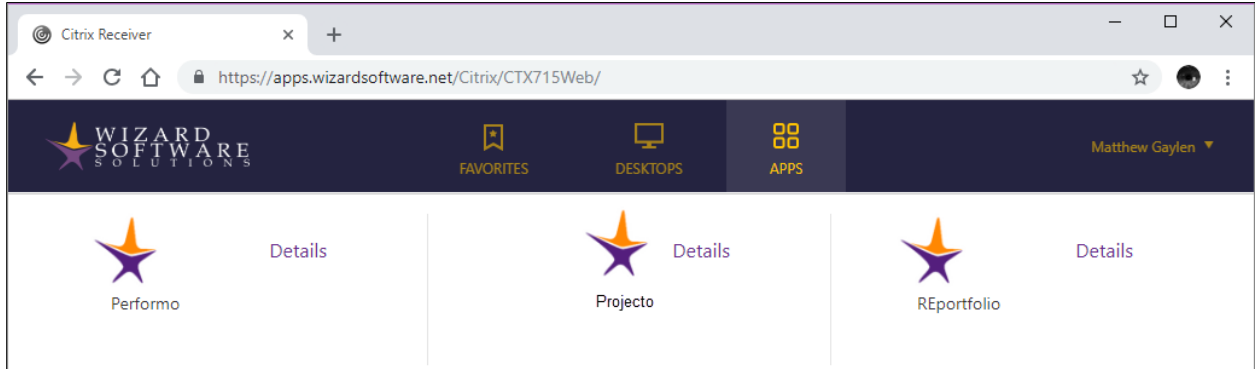 Citrix Receiver
https://apps.wizardsoftware.net/Citrix/CTX715Web/
WIZARD
SOFTWARE
SOLUTIONS
FAVORITES
DESKTOPS
APPS
Matthew Gaylen
Details
Details
Details
Performo
Projecto
REportfolio